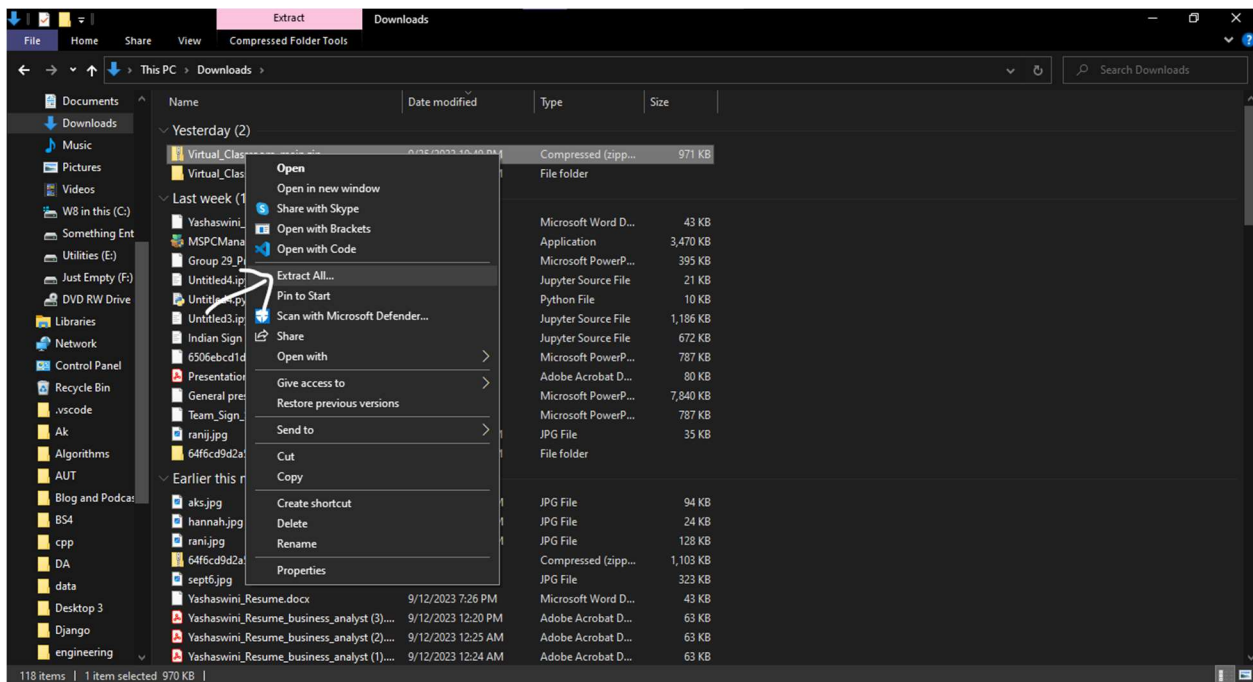 Extract Downloads
File Home Share View Compressed Folder Tools
This PC > Downloads > Search Downloads
Name Date modified Type Size
Documents
Downloads
Music
Pictures
Videos
W8 in this (C:)
Something Ent
Utilities (E:)
Just Empty (F:)
DVD RW Drive
Libraries
Network
Control Panel
Recycle Bin
.vscode
Ak
Algorithms
AUT
Blog and Podcas
BS4
cpp
DA
data
Desktop 3
Django
engineering
Yesterday (2)
Compressed (zipp... 971 KB
Virtual_Clas File folder
Last week (1
Yashaswini_ Microsoft Word D... 43 KB
MSPCMana Application 3,470 KB
Group 29_P Microsoft PowerP... 395 KB
Untitled4.ip Jupyter Source File 21 KB
Untitled4.py Python File 10 KB
Untitled3.ip Jupyter Source File 1,186 KB
Indian Sign Jupyter Source File 672 KB
6506ebcd1d Microsoft PowerP... 787 KB
Presentation Adobe Acrobat D... 80 KB
General pre Microsoft PowerP... 7,840 KB
Team_Sign_ Microsoft PowerP... 787 KB
ranij.jpg JPG File 35 KB
64f6cd9d2a File folder
Earlier this
aks.jpg JPG File 94 KB
hannah.jpg JPG File 24 KB
rani.jpg JPG File 128 KB
64f6cd9d2a Compressed (zipp... 1,103 KB
sept6.jpg JPG File 323 KB
Yashaswini_Resume.docx 9/12/2023 7:26 PM Microsoft Word D... 43 KB
Yashaswini_Resume_business_analyst (3).... 9/12/2023 12:20 PM Adobe Acrobat D... 63 KB
Yashaswini_Resume_business_analyst (2).... 9/12/2023 12:25 AM Adobe Acrobat D... 63 KB
Yashaswini_Resume_business_analyst (1).... 9/12/2023 12:24 AM Adobe Acrobat D... 63 KB
Open
Open in new window
Share with Skype
Open with Brackets
Open with Code
Extract All...
Pin to Start
Scan with Microsoft Defender...
Share
Open with
Give access to
Restore previous versions
Send to
Cut
Copy
Create shortcut
Delete
Rename
Properties
118 items | 1 item selected 970 KB |